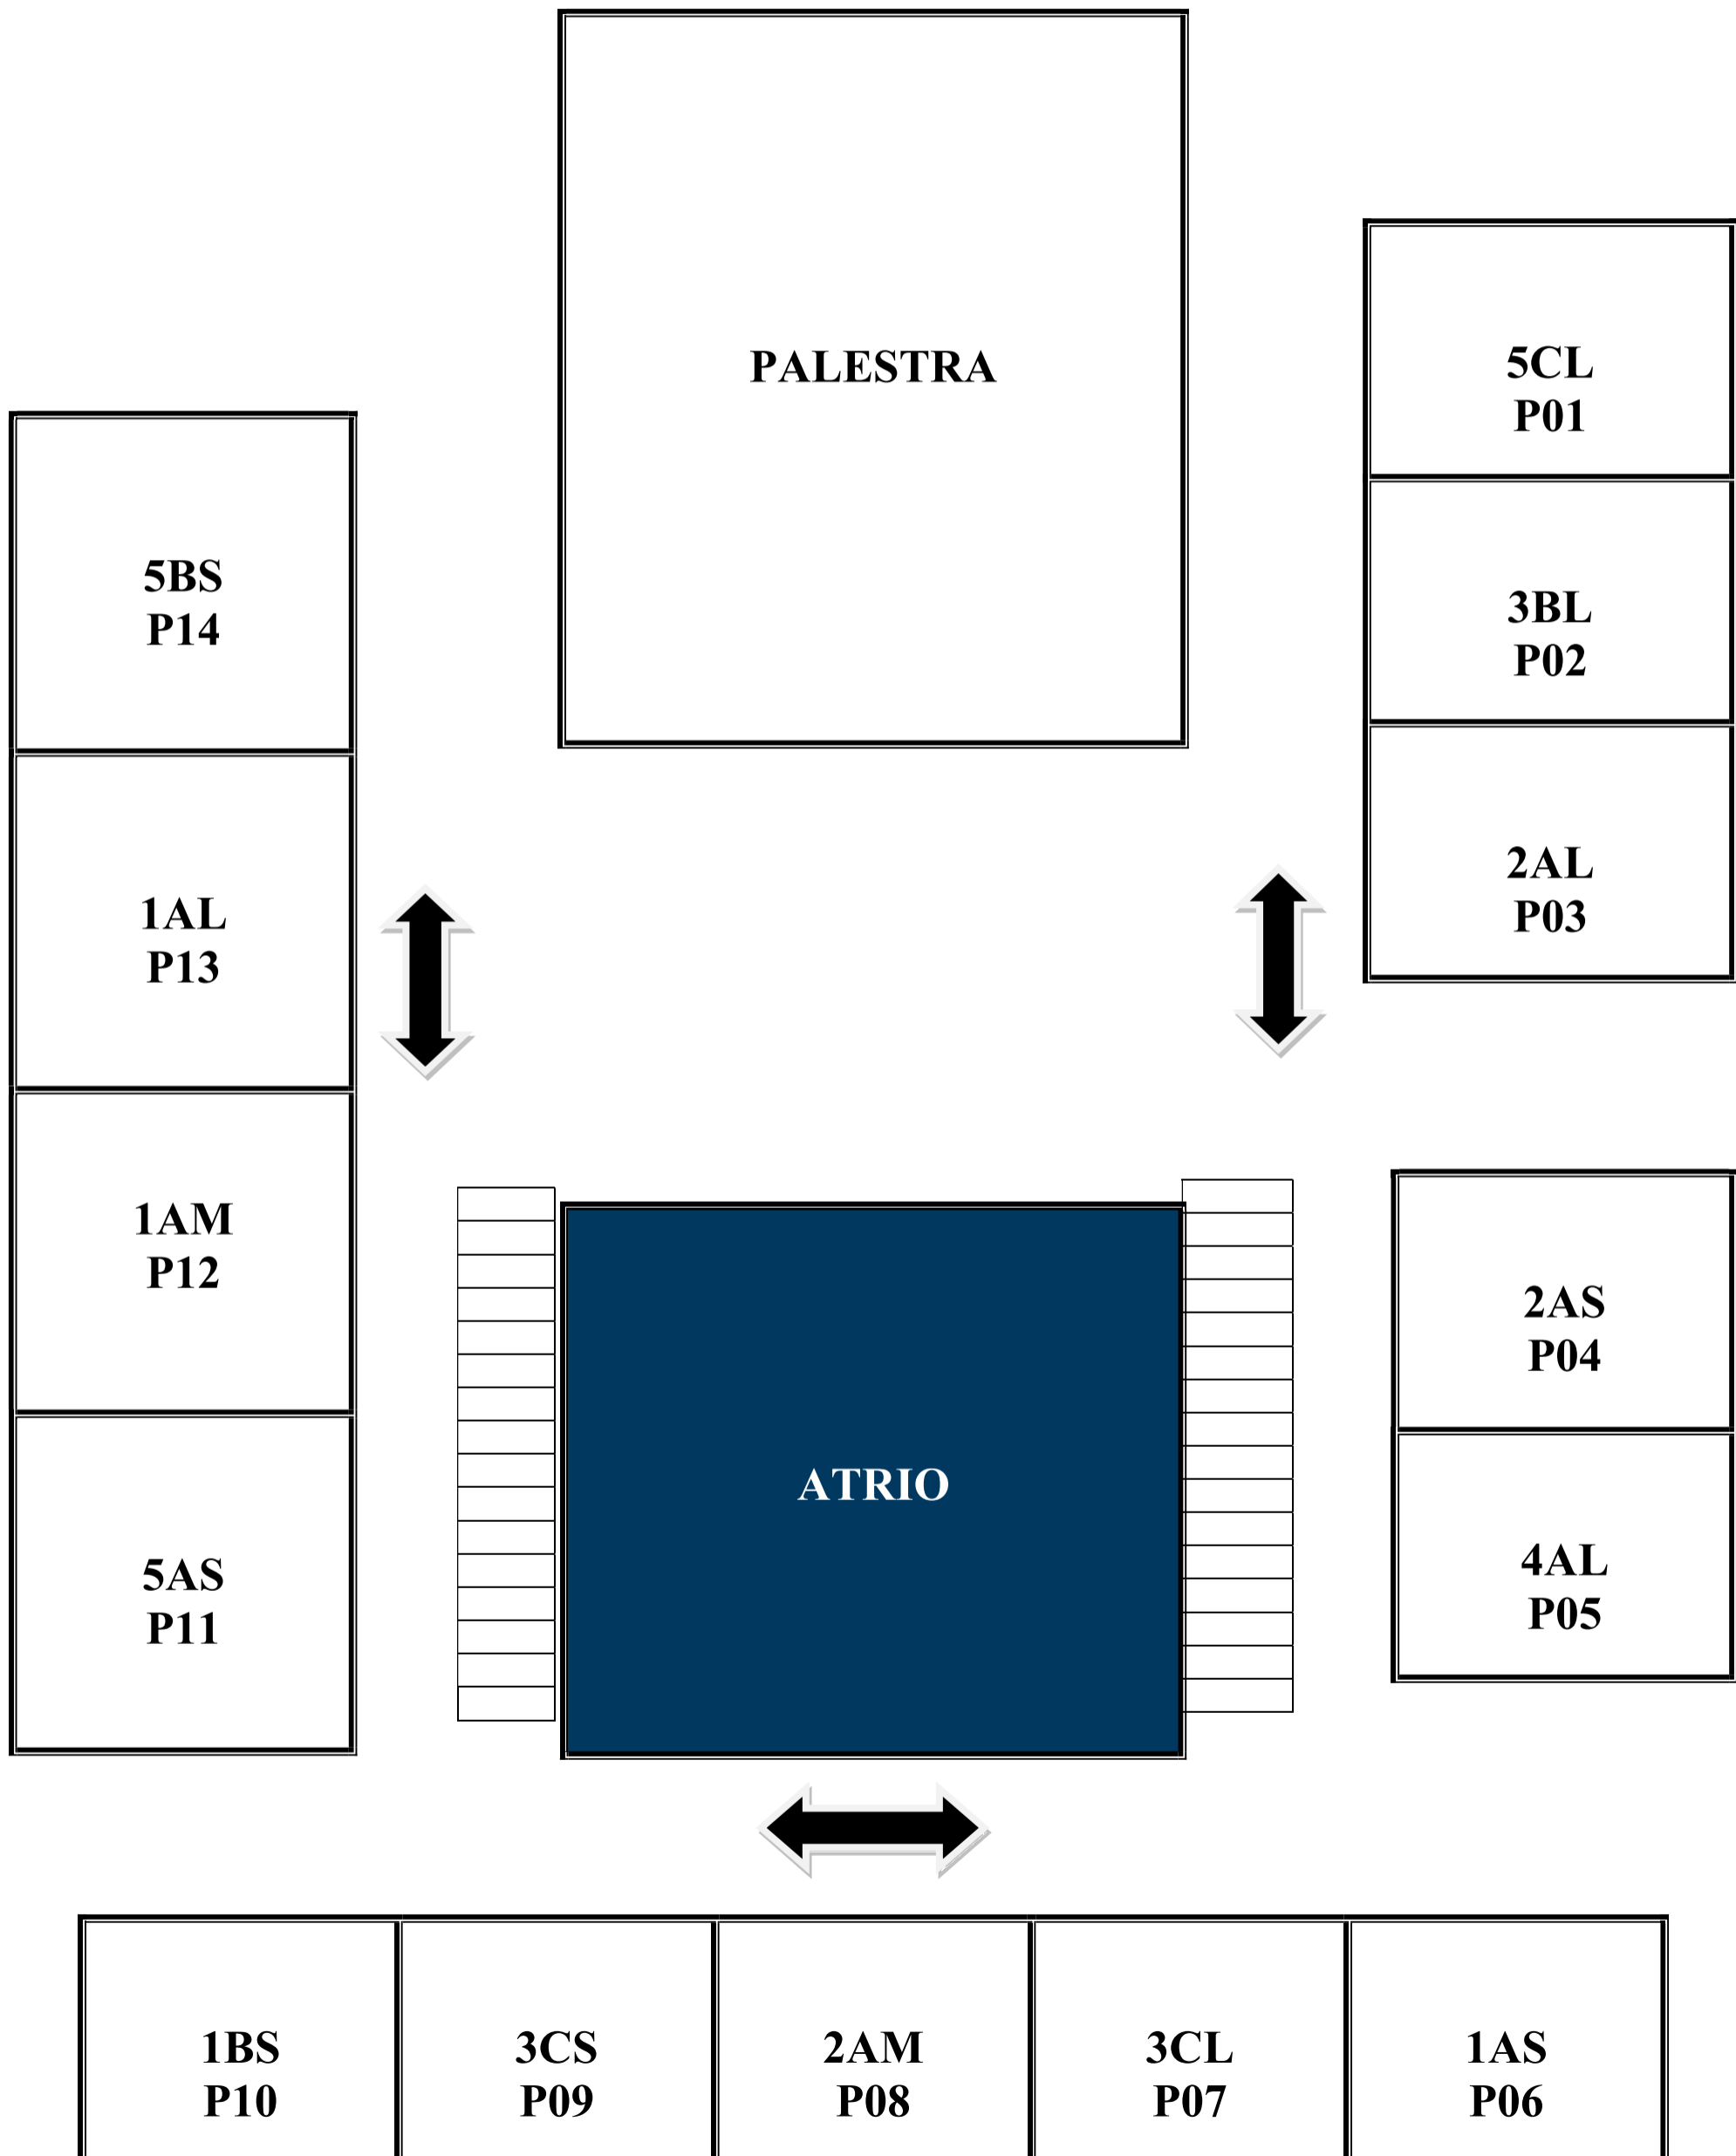 PALESTRA
5CL
P01
5BS
P14
3BL
P02
2AL
P03
1AL
P13
1AM
P12
2AS
P04
ATRIO
5AS
P11
4AL
P05
1BS
P10
3CS
P09
2AM
P08
3CL
P07
1AS
P06